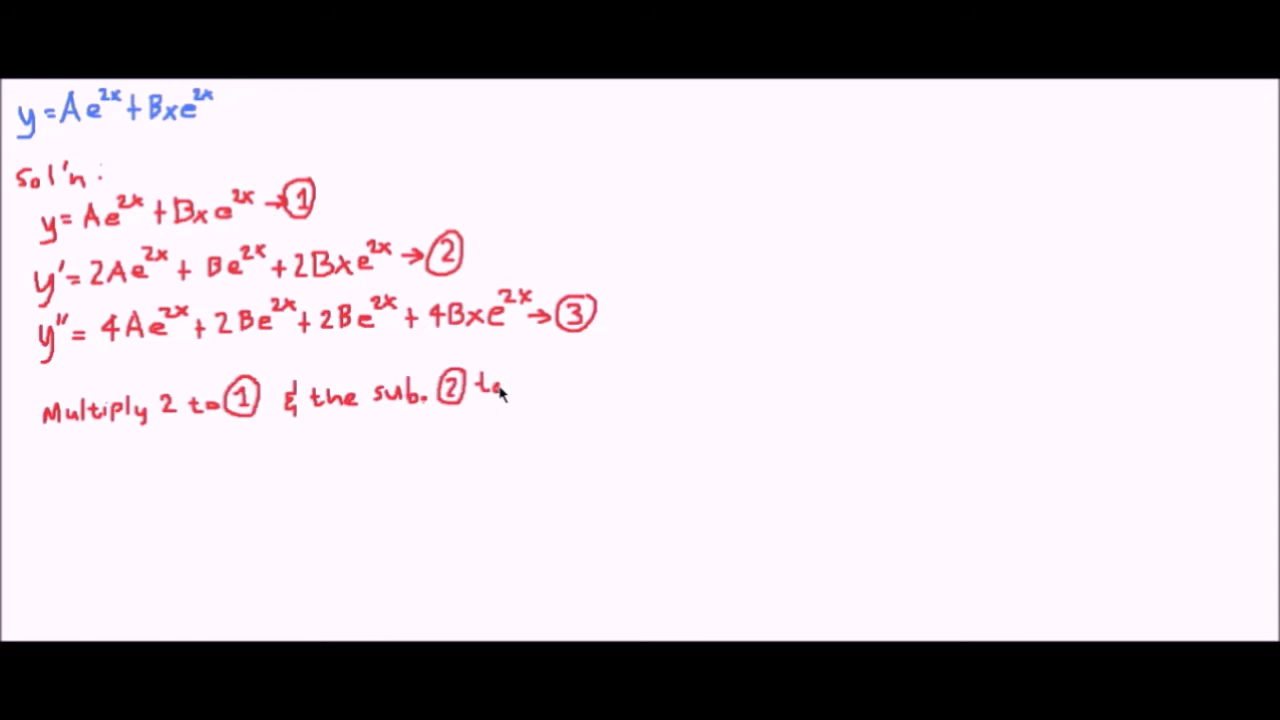 y = Ae^{2x} + Bxe^{2x}
Sol'n :
y = Ae^{2x} + Bxe^{2x} → ①
y' = 2Ae^{2x} + Be^{2x} + 2Bxe^{2x} → ②
y'' = 4Ae^{2x} + 2Be^{2x} + 2Be^{2x} + 4Bxe^{2x} → ③
Multiply 2 to ① & the sub. ② to